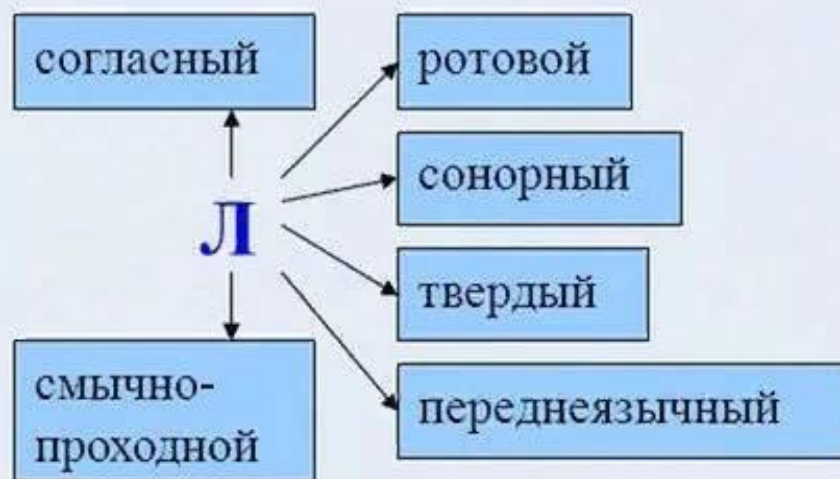 согласный
ротовой
сонорный
Л
твердый
смычно-
проходной
переднеязычный